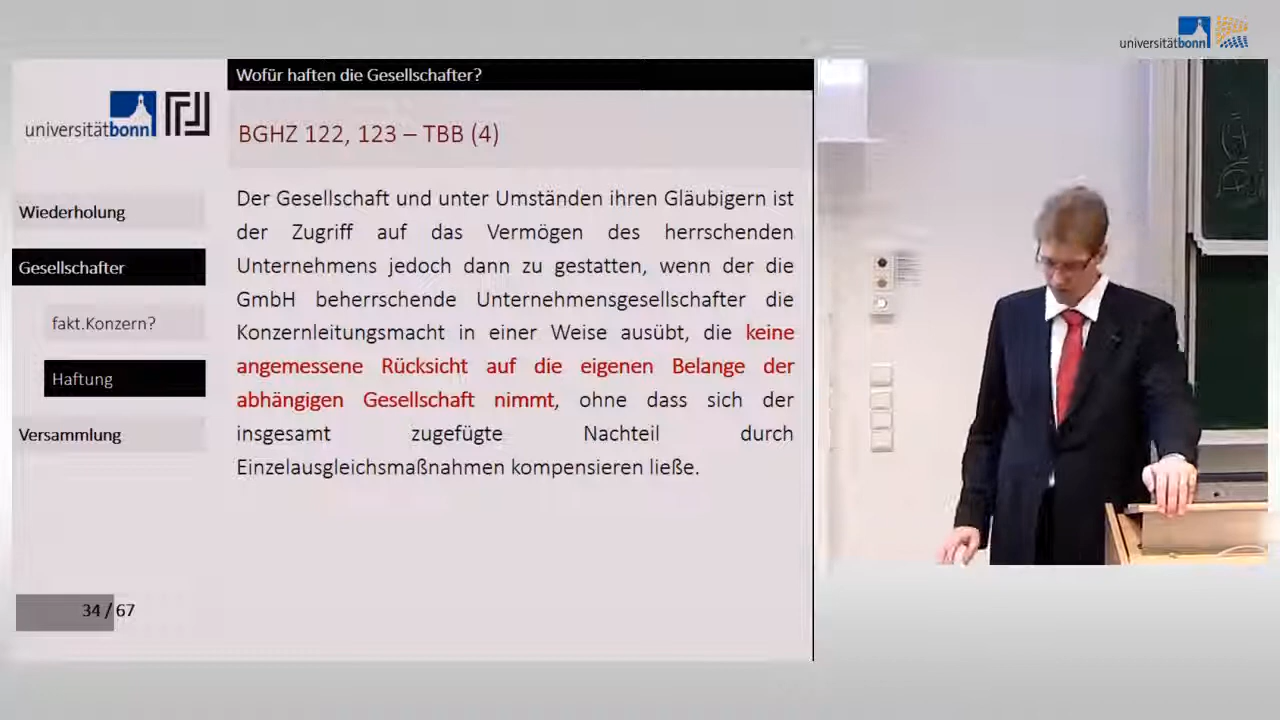 universitätbonn
Wofür haften die Gesellschafter?
universitätbonn
BGHZ 122, 123 – TBB (4)
Wiederholung
Gesellschafter
fakt.Konzern?
Haftung
Versammlung
Der Gesellschaft und unter Umständen ihren Gläubigern ist
der Zugriff auf das Vermögen des herrschenden
Unternehmens jedoch dann zu gestatten, wenn der die
GmbH beherrschende Unternehmensgesellschafter die
Konzernleitungsmacht in einer Weise ausübt, die keine
angemessene Rücksicht auf die eigenen Belange der
abhängigen Gesellschaft nimmt, ohne dass sich der
insgesamt zugefügte Nachteil durch
Einzelausgleichsmaßnahmen kompensieren ließe.
34 / 67